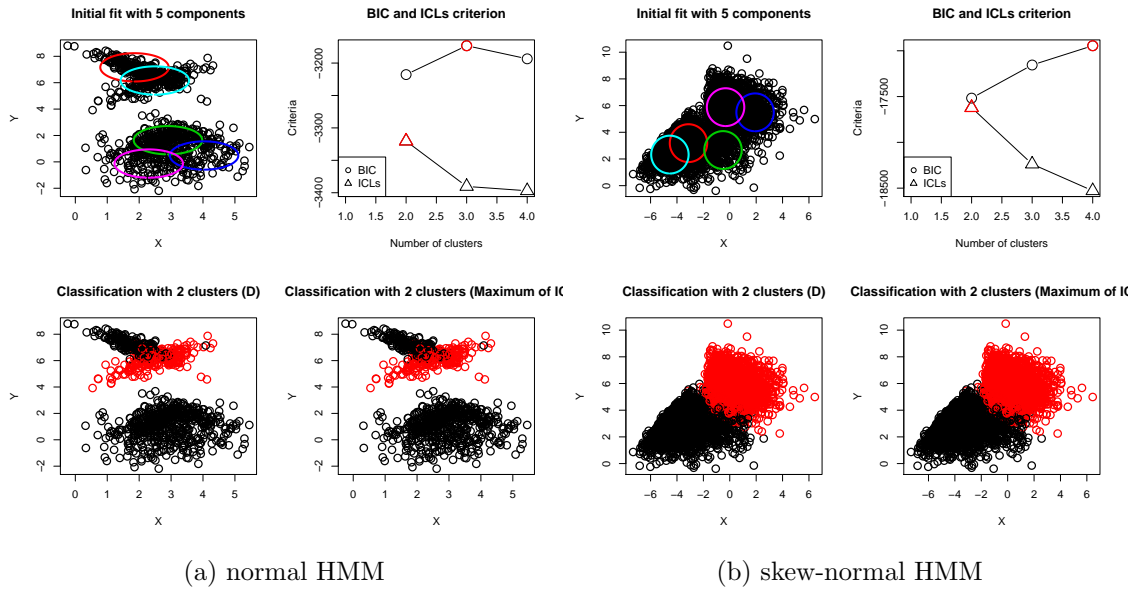 Initial fit with 5 components
Y
8
6
4
2
0
−2
0 1 2 3 4 5
X
BIC and ICLs criterion
Criteria
−3200
−3300
−3400
BIC
ICLs
1.0 1.5 2.0 2.5 3.0 3.5 4.0
Number of clusters
Initial fit with 5 components
Y
10
8
6
4
2
0
−6 −4 −2 0 2 4 6
X
BIC and ICLs criterion
Criteria
−17500
−18500
BIC
ICLs
1.0 1.5 2.0 2.5 3.0 3.5 4.0
Number of clusters
Classification with 2 clusters (D)
Y
8
6
4
2
0
−2
0 1 2 3 4 5
X
Classification with 2 clusters (Maximum of IC
Y
8
6
4
2
0
−2
0 1 2 3 4 5
X
Classification with 2 clusters (D)
Y
10
8
6
4
2
0
−6 −4 −2 0 2 4 6
X
Classification with 2 clusters (Maximum of IC
Y
10
8
6
4
2
0
−6 −4 −2 0 2 4 6
X
(a) normal HMM
(b) skew-normal HMM